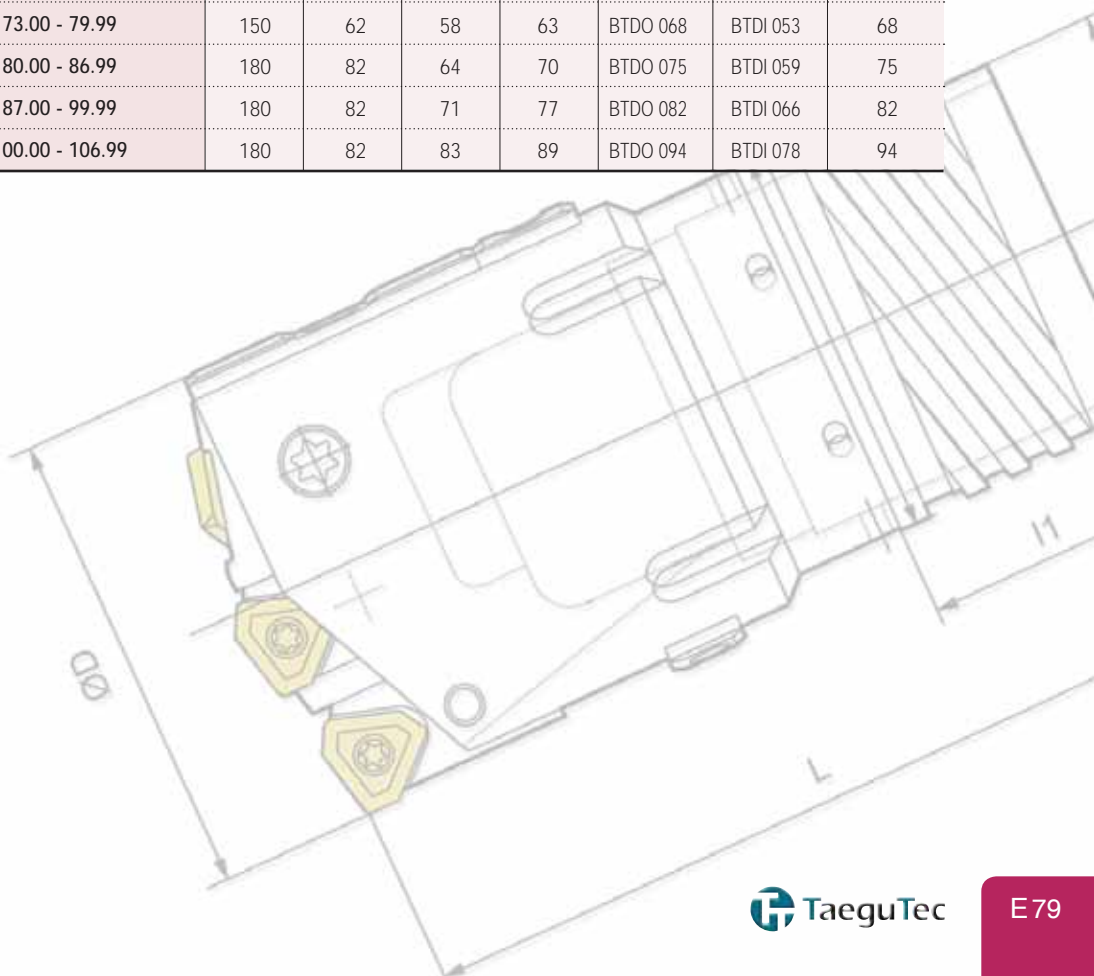 73.00 - 79.99 150 62 58 63 BTDO 068 BTDI 053 68
80.00 - 86.99 180 82 64 70 BTDO 075 BTDI 059 75
87.00 - 99.99 180 82 71 77 BTDO 082 BTDI 066 82
00.00 - 106.99 180 82 83 89 BTDO 094 BTDI 078 94
ØD
l1
L
TaeguTec
E79